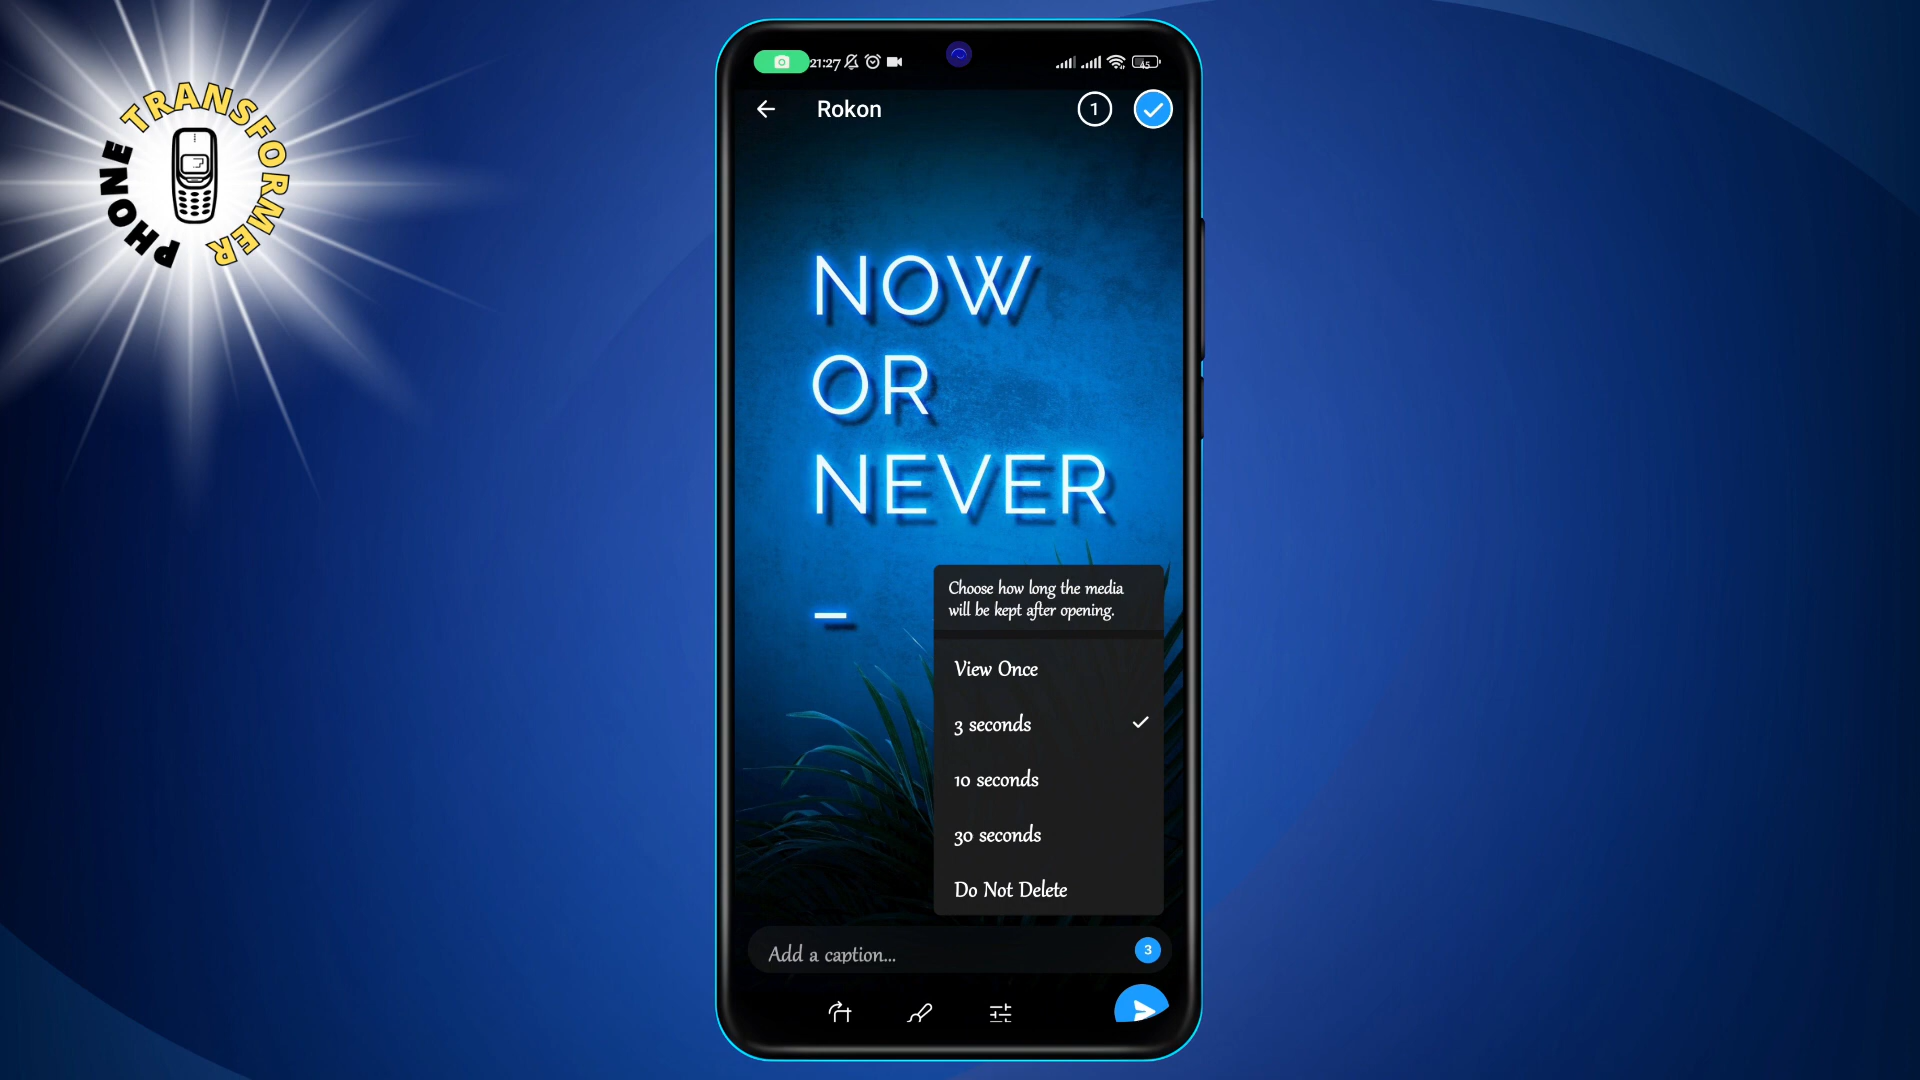 PHONE TRANSFORMER
21:27
45
Rokon
1
NOW
OR
NEVER
Choose how long the media
will be kept after opening.
View Once
3 seconds
10 seconds
30 seconds
Do Not Delete
Add a caption...
3